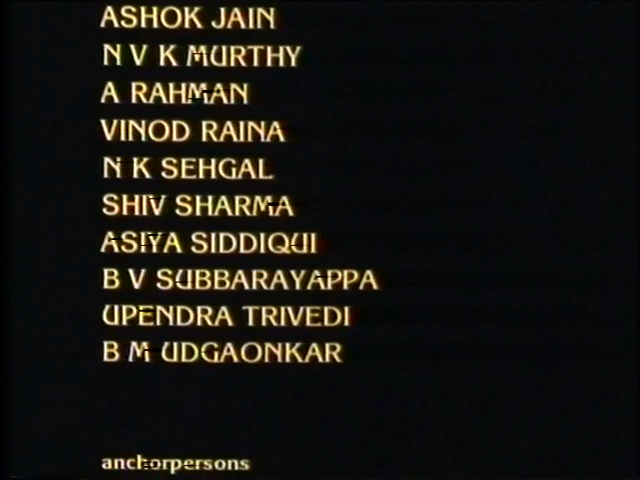 ASHOK JAIN
N V K MURTHY
A RAHMAN
VINOD RAINA
N K SEHGAL
SHIV SHARMA
ASIYA SIDDIQUI
B V SUBBARAYAPPA
UPENDRA TRIVEDI
B M UDGAONKAR
anchorpersons